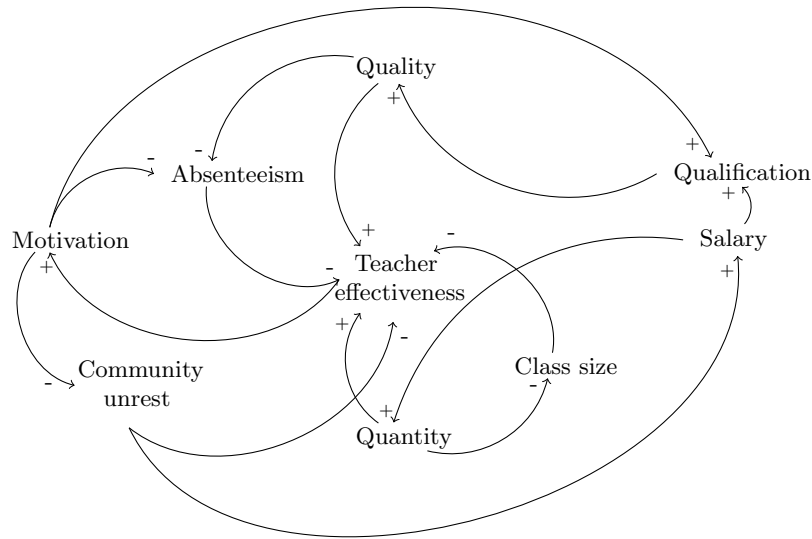 Quality
+
-
-
Absenteeism
+
Qualification
+
Motivation
+
+
-
Salary
Teacher
effectiveness
-
+
+
-
Community
unrest
-
Class size
-
+
Quantity